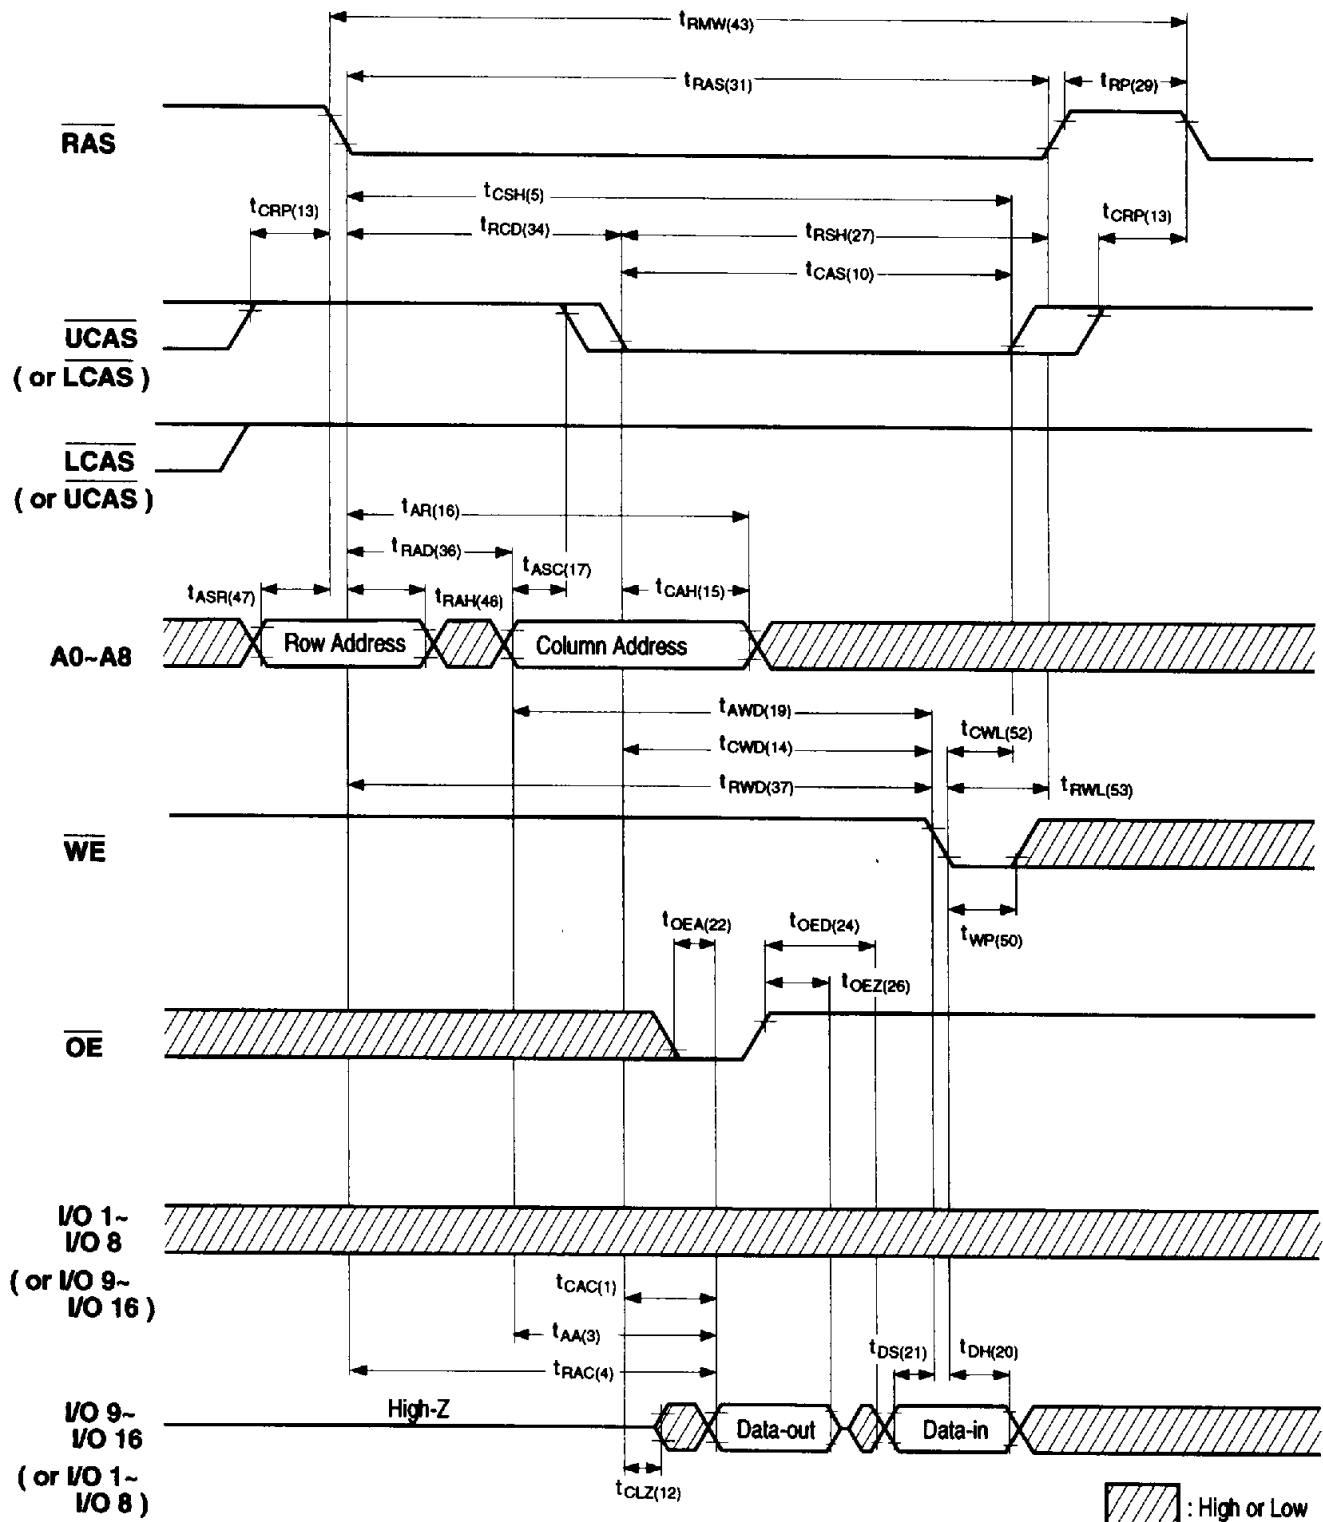 tRMW(43)
tRAS(31)
tRP(29)
RAS
tCSH(5)
tCRP(13)
tRCD(34)
tRSH(27)
tCRP(13)
tCAS(10)
UCAS
( or LCAS )
LCAS
( or UCAS )
tAR(16)
tRAD(36)
tASC(17)
tASR(47)
tRAH(46)
tCAH(15)
A0~A8
Row Address
Column Address
tAWD(19)
tCWD(14)
tCWL(52)
tRWD(37)
tRWL(53)
WE
tOEA(22)
tOED(24)
tWP(50)
tOEZ(26)
OE
I/O 1~
I/O 8
( or I/O 9~
I/O 16 )
tCAC(1)
tAA(3)
tRAC(4)
tDS(21)
tDH(20)
I/O 9~
I/O 16
( or I/O 1~
I/O 8 )
High-Z
Data-out
Data-in
tCLZ(12)
: High or Low